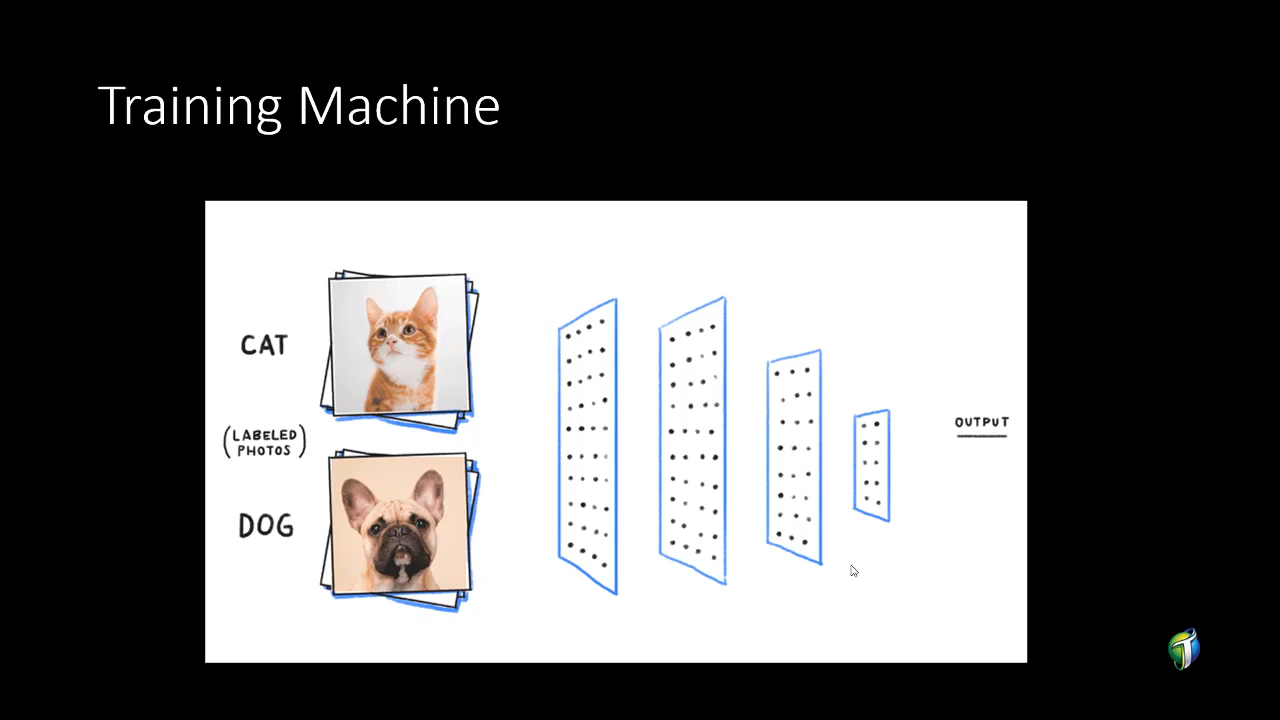 Training Machine
CAT
(LABELED
PHOTOS)
DOG
OUTPUT
T